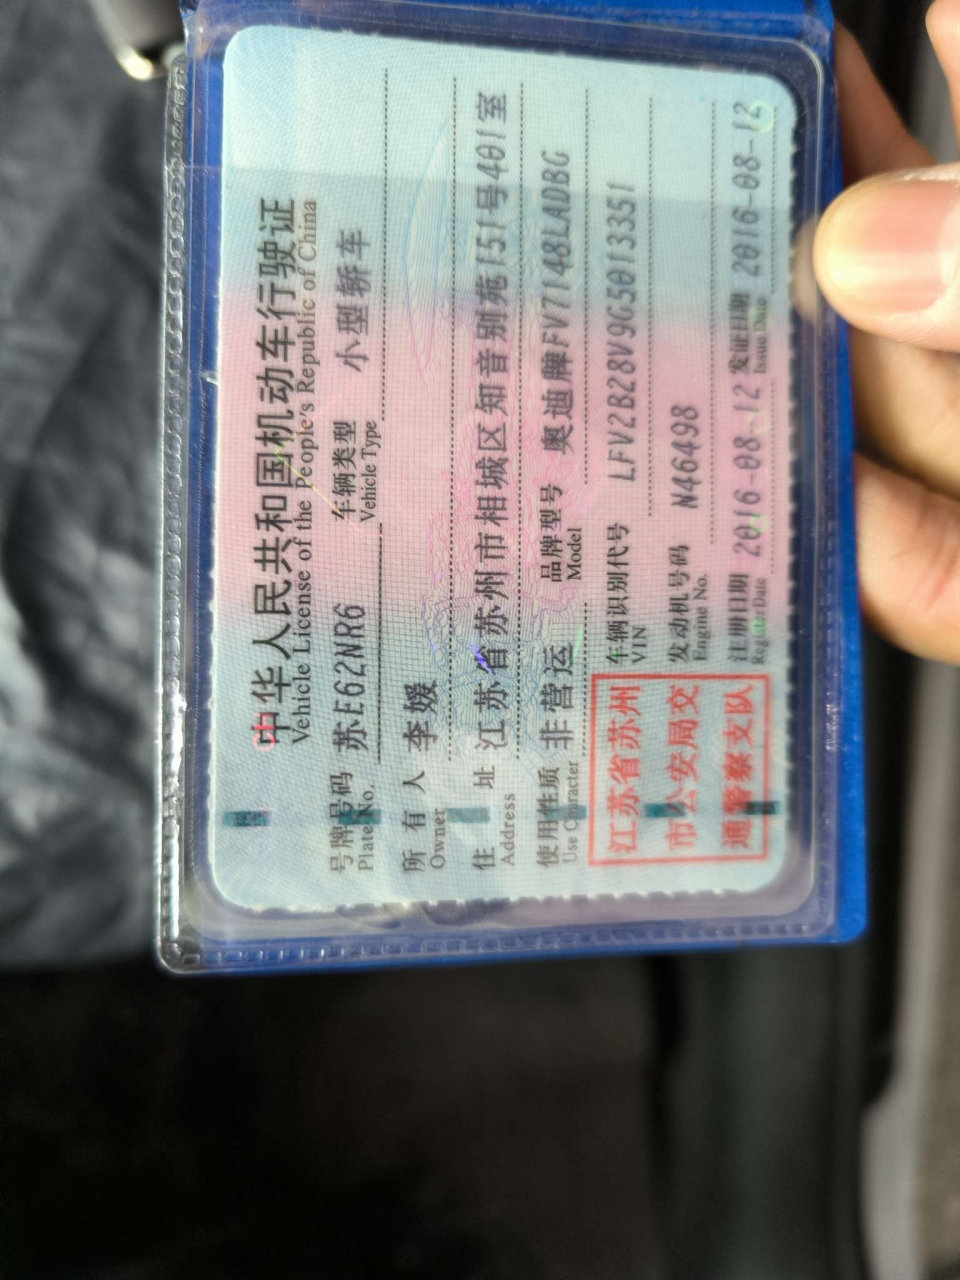 中华人民共和国机动车行驶证
Vehicle License of the People's Republic of China
号牌号码 苏E62NR6 车辆类型 小型轿车
Plate No. Vehicle Type
所有人 李媛
Owner
住址 江苏省苏州市相城区知音别苑151号401室
Address
使用性质 非营运 品牌型号 奥迪牌FV7148LADBG
Use Character Model
江苏省苏州
市公安局交
通警察支队
车辆识别代号 LFV2B28V9G5013351
VIN
发动机号码 N46498
Engine No.
注册日期 2016-08-12 发证日期 2016-08-12
Register Date Issue Date